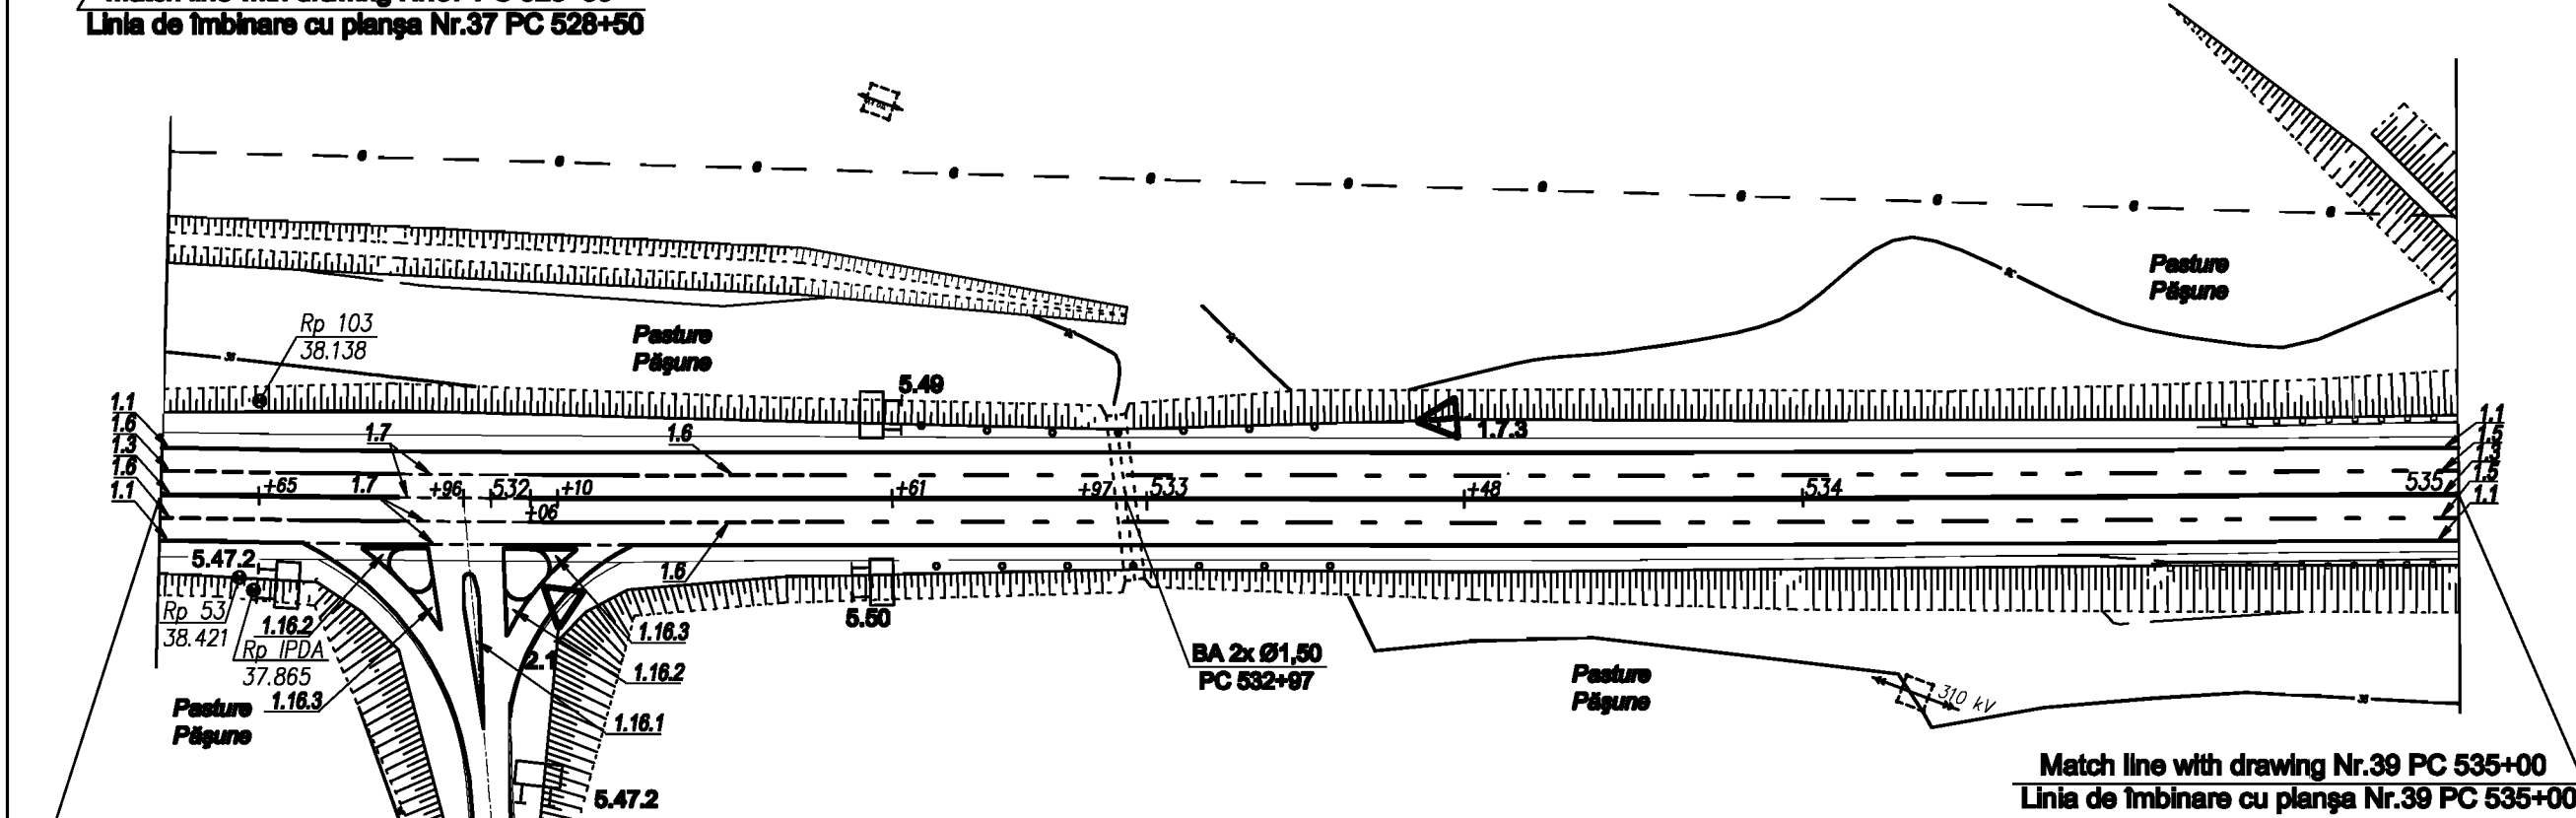 Linia de îmbinare cu planşa Nr.37 PC 528+50
Rp 103
38.138
Pasture
Păşune
Pasture
Păşune
5.49
1.7.3
1.1
1.6
1.3
1.6
1.1
1.7
1.6
1.7
+65
+96
532
+06
+10
+61
+97
533
+48
534
535
1.1
1.5
1.3
1.5
1.1
1.6
5.47.2
Rp 53
38.421
1.16.2
Rp IPDA
37.865
1.16.3
Pasture
Păşune
2.1
1.16.3
1.16.2
1.16.1
5.47.2
5.50
BA 2x Ø1,50
PC 532+97
Pasture
Păşune
310 kV
Match line with drawing Nr.39 PC 535+00
Linia de îmbinare cu planşa Nr.39 PC 535+00